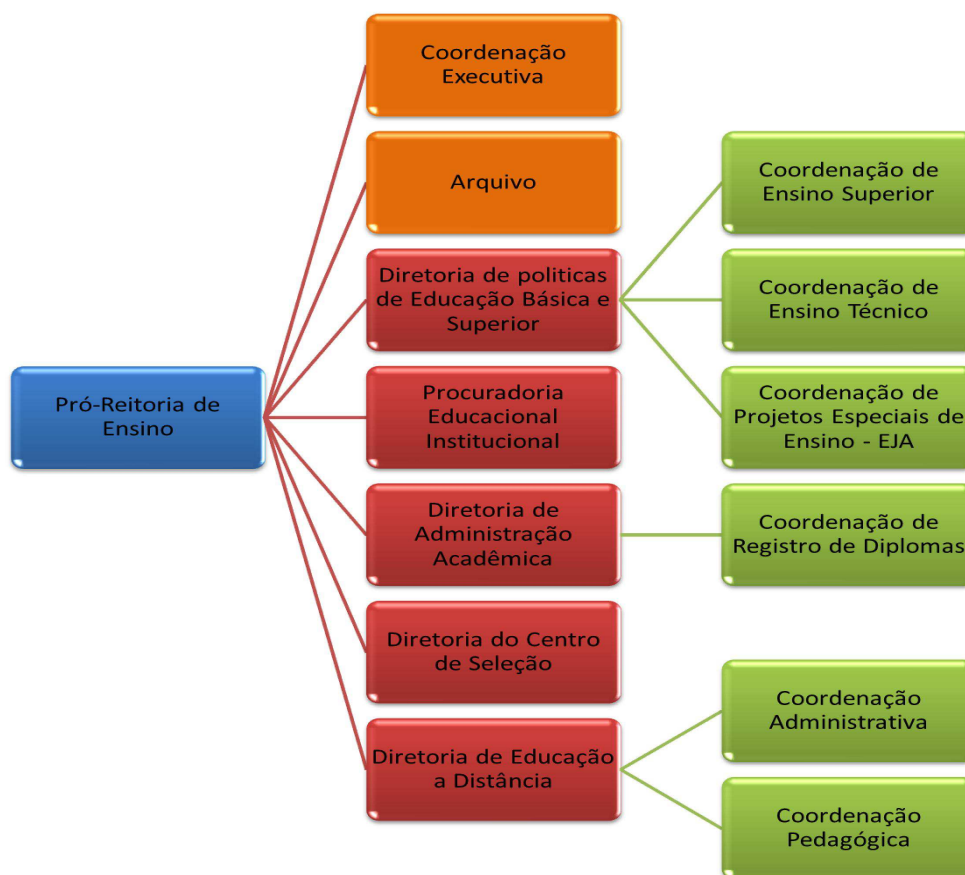 Pró-Reitoria de
Ensino
Coordenação
Executiva
Arquivo
Diretoria de politicas
de Educação Básica e
Superior
Procuradoria
Educacional
Institucional
Diretoria de
Administração
Acadêmica
Diretoria do Centro
de Seleção
Diretoria de Educação
a Distância
Coordenação de
Ensino Superior
Coordenação de
Ensino Técnico
Coordenação de
Projetos Especiais de
Ensino - EJA
Coordenação de
Registro de Diplomas
Coordenação
Administrativa
Coordenação
Pedagógica